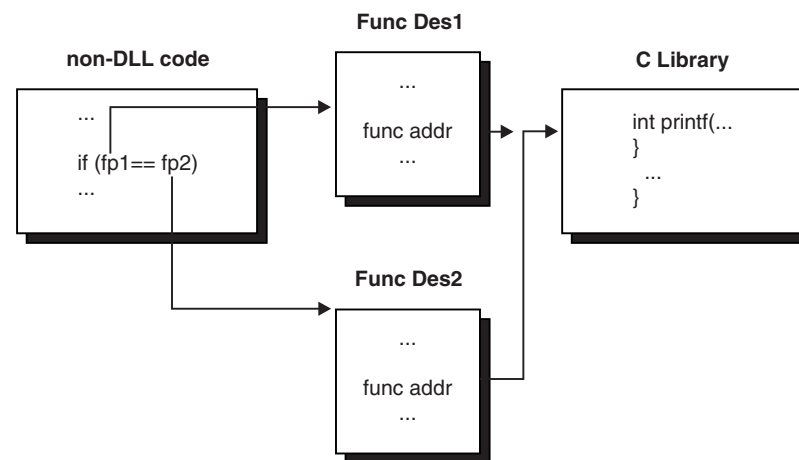 Func Des1
non-DLL code
C Library
...
if (fp1== fp2)
...
...
func addr
...
int printf(...
}
...
}
Func Des2
...
func addr
...